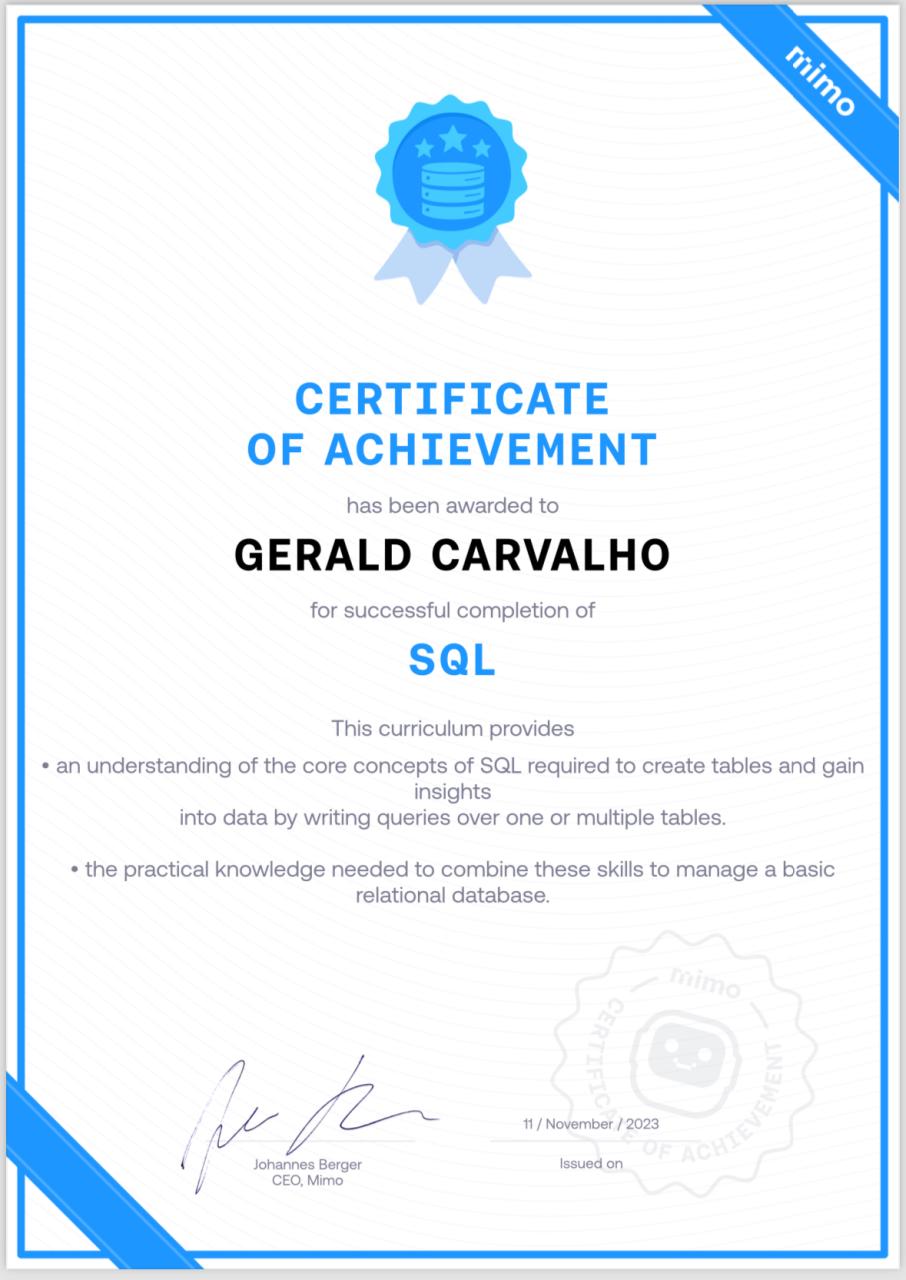 mimo
CERTIFICATE
OF ACHIEVEMENT
has been awarded to
GERALD CARVALHO
for successful completion of
SQL
This curriculum provides
• an understanding of the core concepts of SQL required to create tables and gain
insights
into data by writing queries over one or multiple tables.
• the practical knowledge needed to combine these skills to manage a basic
relational database.
mimo
CERTIFICATE OF ACHIEVEMENT
11 / November / 2023
Johannes Berger
CEO, Mimo
Issued on